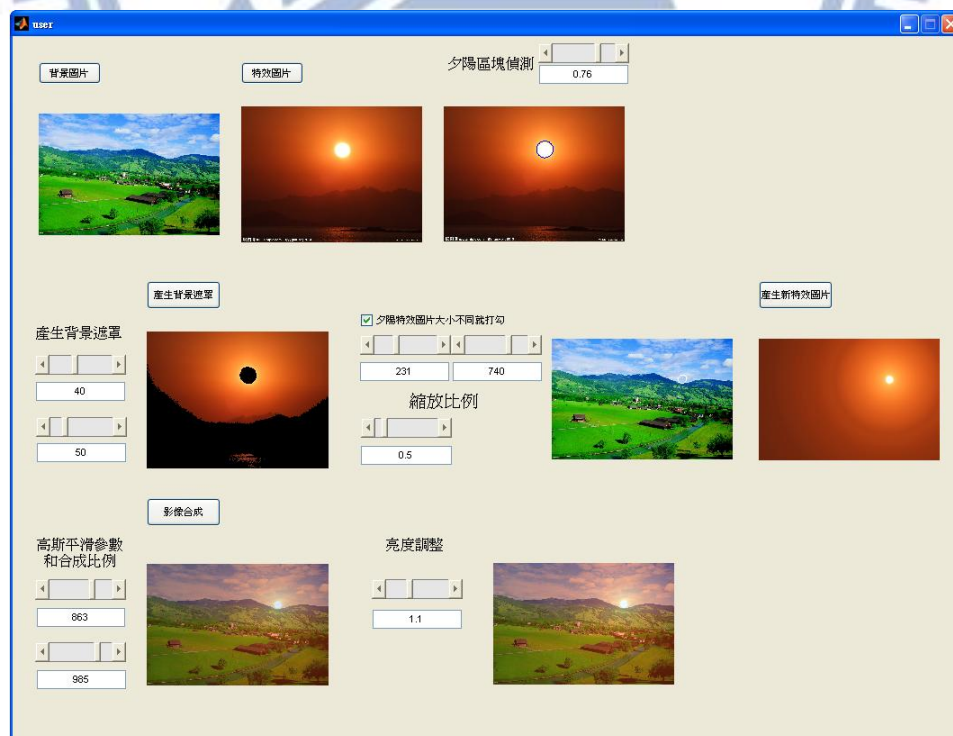 user
背景圖片
特效圖片
夕陽區塊偵測
0.76
產生背景遮罩
產生新特效圖片
產生背景遮罩
40
50
夕陽特效圖片大小不同就打勾
231
740
縮放比例
0.5
影像合成
高斯平滑參數
和合成比例
863
985
亮度調整
1.1